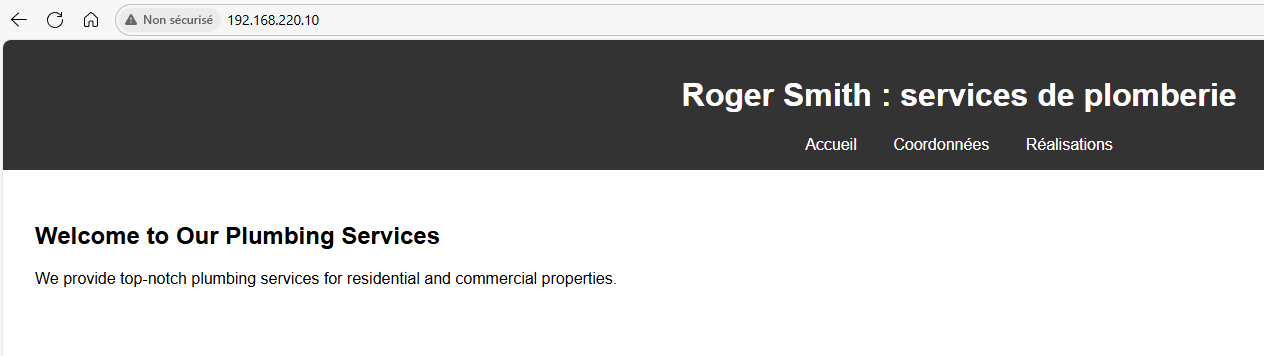 Non sécurisé 192.168.220.10
Roger Smith : services de plomberie
Accueil Coordonnées Réalisations
Welcome to Our Plumbing Services
We provide top-notch plumbing services for residential and commercial properties.